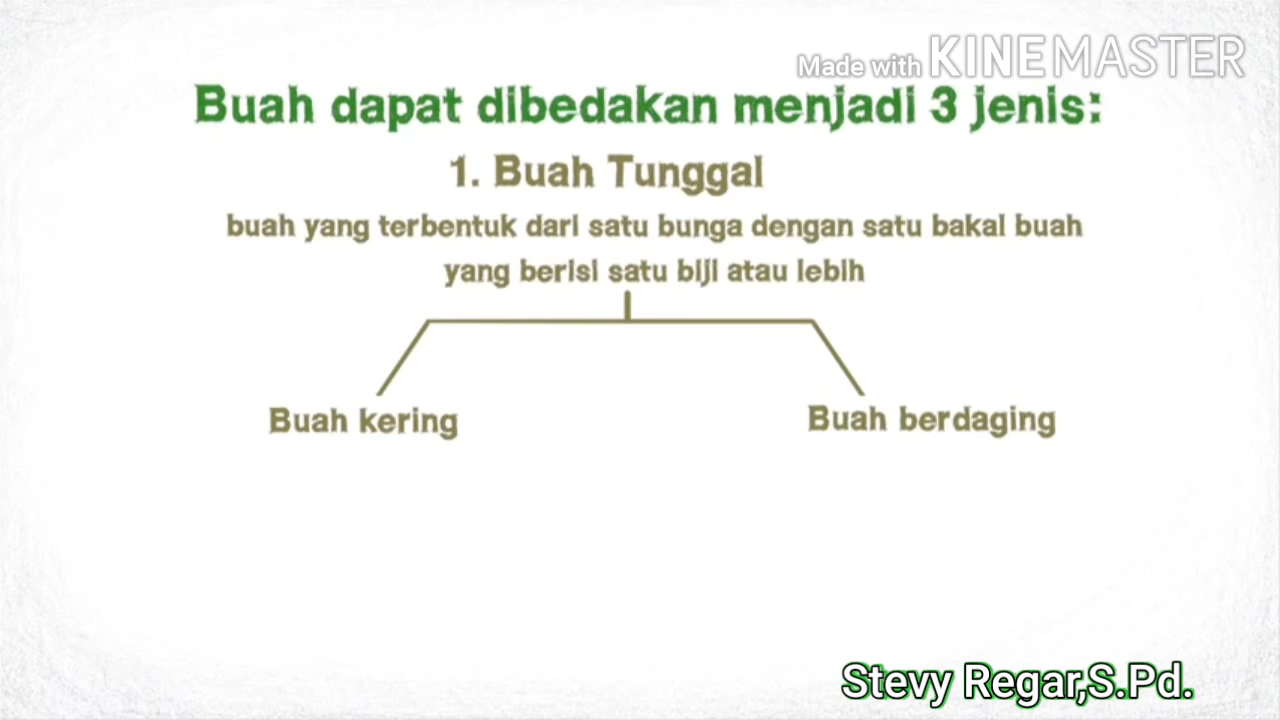 Made with KINEMASTER
Buah dapat dibedakan menjadi 3 jenis:
1. Buah Tunggal
buah yang terbentuk dari satu bunga dengan satu bakal buah
yang berisi satu biji atau lebih
Buah kering
Buah berdaging
Stevy Regar,S.Pd.